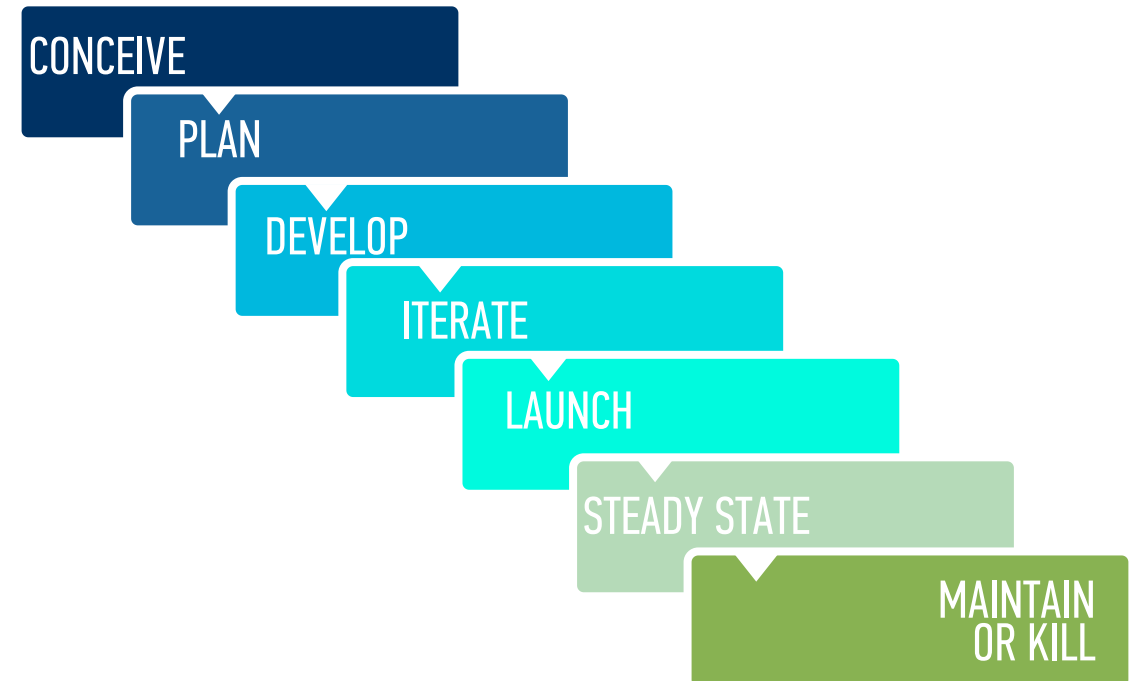 CONCEIVE
PLAN
DEVELOP
ITERATE
LAUNCH
STEADY STATE
MAINTAIN
OR KILL